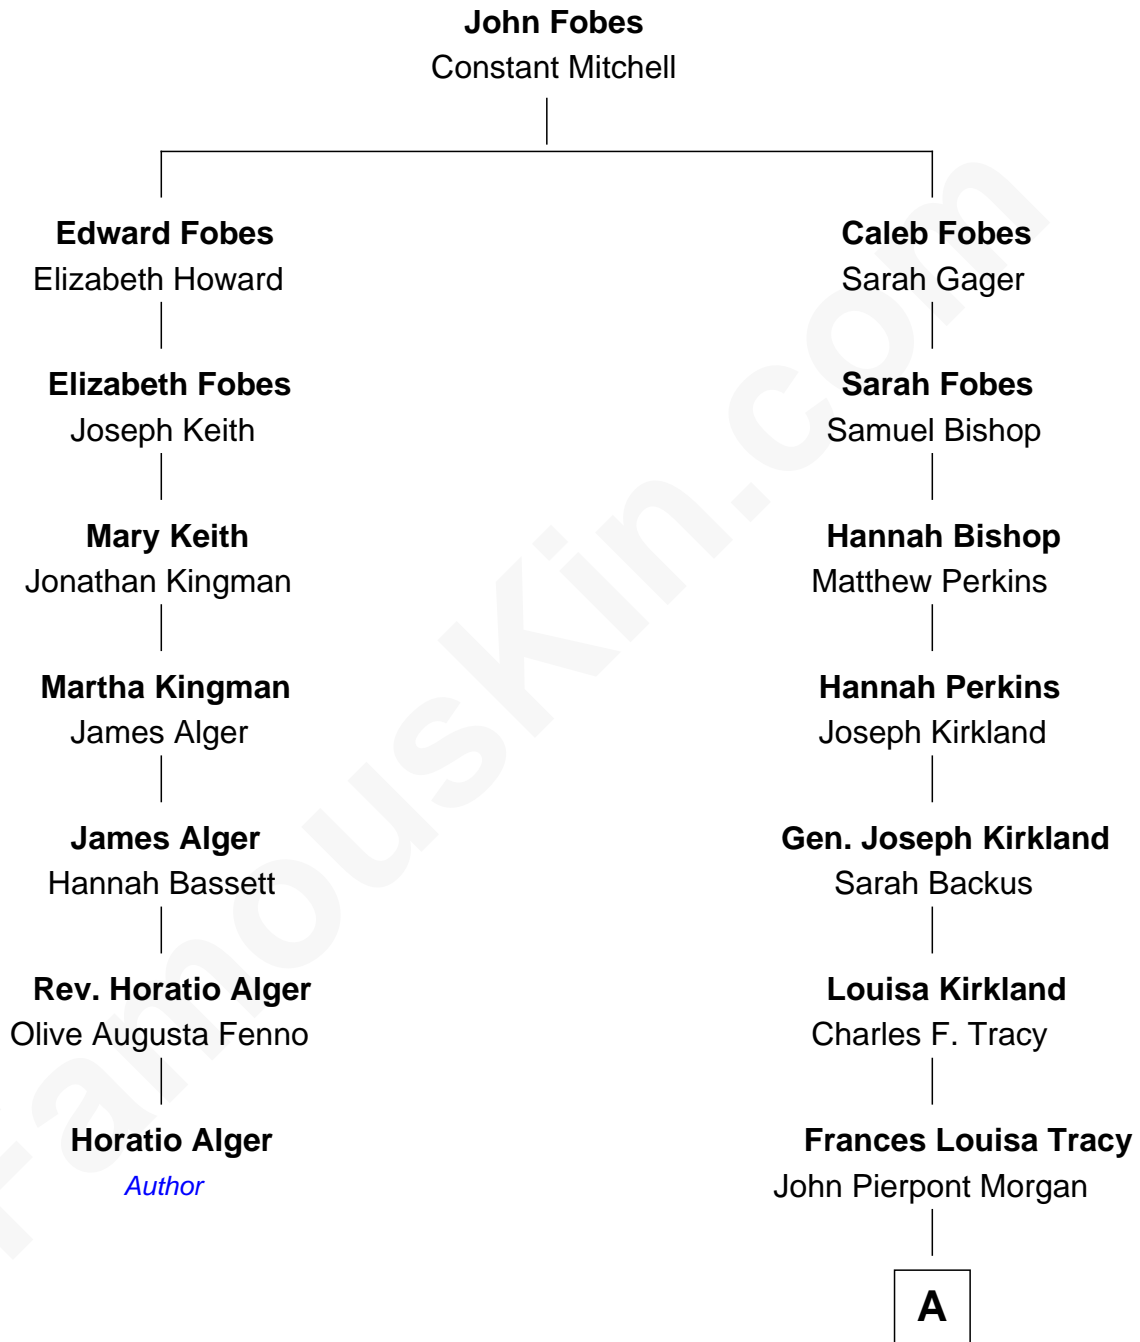 John Fobes
Constant Mitchell
Edward Fobes
Elizabeth Howard
Caleb Fobes
Sarah Gager
Elizabeth Fobes
Joseph Keith
Sarah Fobes
Samuel Bishop
Mary Keith
Jonathan Kingman
Hannah Bishop
Matthew Perkins
Martha Kingman
James Alger
Hannah Perkins
Joseph Kirkland
James Alger
Hannah Bassett
Gen. Joseph Kirkland
Sarah Backus
Rev. Horatio Alger
Olive Augusta Fenno
Louisa Kirkland
Charles F. Tracy
Horatio Alger
Author
Frances Louisa Tracy
John Pierpont Morgan
A
FamousKin.com